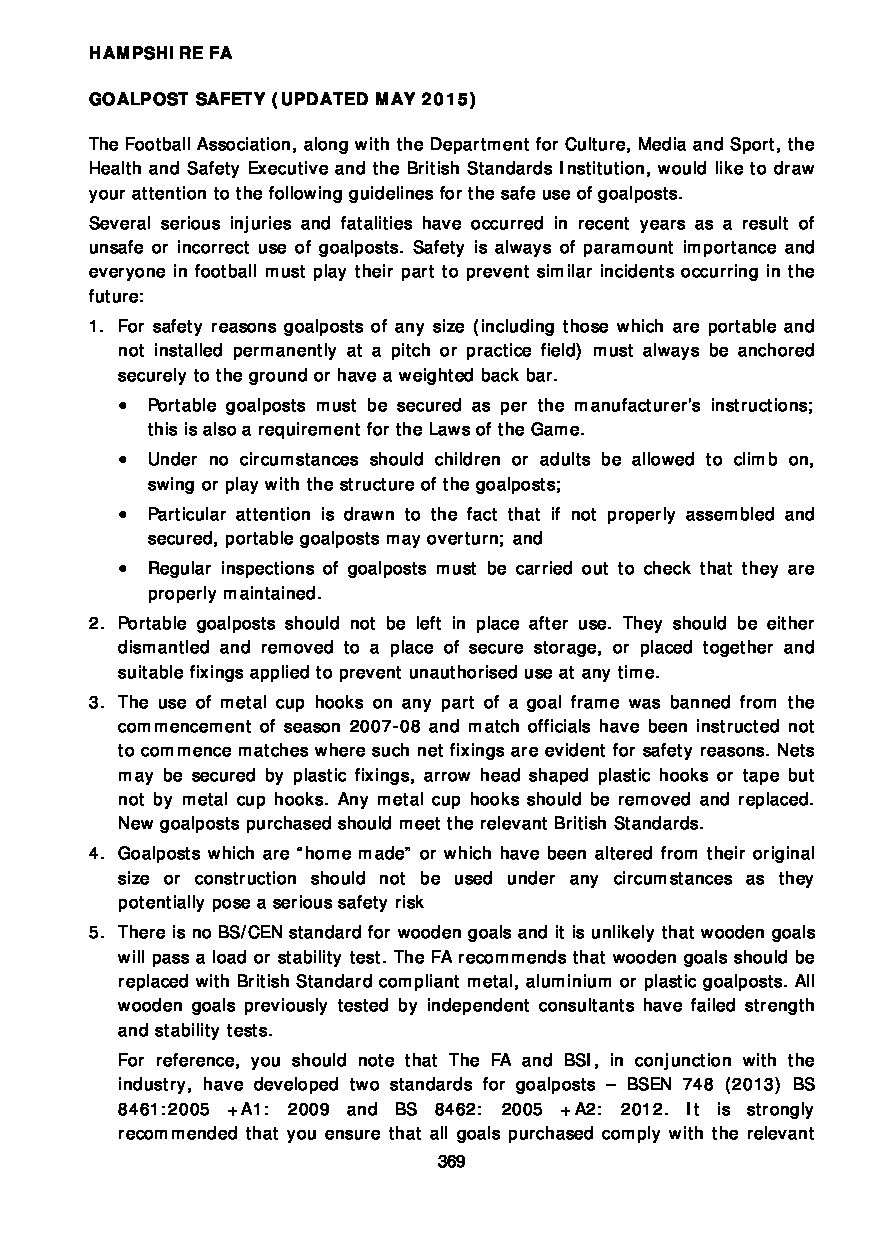 HAMPSHIRE FA
GOALPOST SAFETY (UPDATED MAY 2015)
The Football Association, along with the Department for Culture, Media and Sport, the
Health and Safety Executive and the British Standards Institution, would like to draw
your attention to the following guidelines for the safe use of goalposts.
Several serious injuries and fatalities have occurred in recent years as a result of
unsafe or incorrect use of goalposts. Safety is always of paramount importance and
everyone in football must play their part to prevent similar incidents occurring in the
future:
1. For safety reasons goalposts of any size (including those which are portable and
not installed permanently at a pitch or practice field) must always be anchored
securely to the ground or have a weighted back bar.
• Portable goalposts must be secured as per the manufacturer's instructions;
this is also a requirement for the Laws of the Game.
• Under no circumstances should children or adults be allowed to climb on,
swing or play with the structure of the goalposts;
• Particular attention is drawn to the fact that if not properly assembled and
secured, portable goalposts may overturn; and
• Regular inspections of goalposts must be carried out to check that they are
properly maintained.
2. Portable goalposts should not be left in place after use. They should be either
dismantled and removed to a place of secure storage, or placed together and
suitable fixings applied to prevent unauthorised use at any time.
3. The use of metal cup hooks on any part of a goal frame was banned from the
commencement of season 2007-08 and match officials have been instructed not
to commence matches where such net fixings are evident for safety reasons. Nets
may be secured by plastic fixings, arrow head shaped plastic hooks or tape but
not by metal cup hooks. Any metal cup hooks should be removed and replaced.
New goalposts purchased should meet the relevant British Standards.
4. Goalposts which are “home made” or which have been altered from their original
size or construction should not be used under any circumstances as they
potentially pose a serious safety risk
5. There is no BS/CEN standard for wooden goals and it is unlikely that wooden goals
will pass a load or stability test. The FA recommends that wooden goals should be
replaced with British Standard compliant metal, aluminium or plastic goalposts. All
wooden goals previously tested by independent consultants have failed strength
and stability tests.
For reference, you should note that The FA and BSI, in conjunction with the
industry, have developed two standards for goalposts – BSEN 748 (2013) BS
8461:2005 +A1: 2009 and BS 8462: 2005 +A2: 2012. It is strongly
recommended that you ensure that all goals purchased comply with the relevant
369